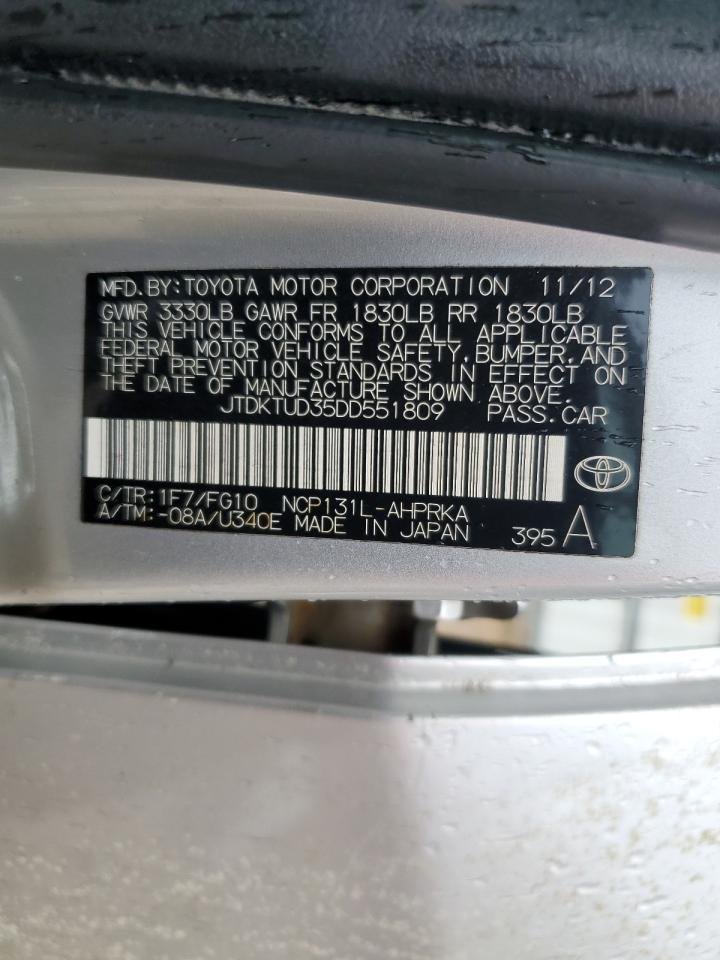 MFD.BY:TOYOTA MOTOR CORPORATION 11/12
GVWR 3330LB GAWR FR 1830LB RR 1830LB
THIS VEHICLE CONFORMS TO ALL APPLICABLE
FEDERAL MOTOR VEHICLE SAFETY,BUMPER,AND
THEFT PREVENTION STANDARDS IN EFFECT ON
THE DATE OF MANUFACTURE SHOWN ABOVE.
JTDKTUD35DD551809 PASS.CAR
C/TR:1F7/FG10 NCP131L-AHPRKA
A/TM:-08A/U340E MADE IN JAPAN 395 A